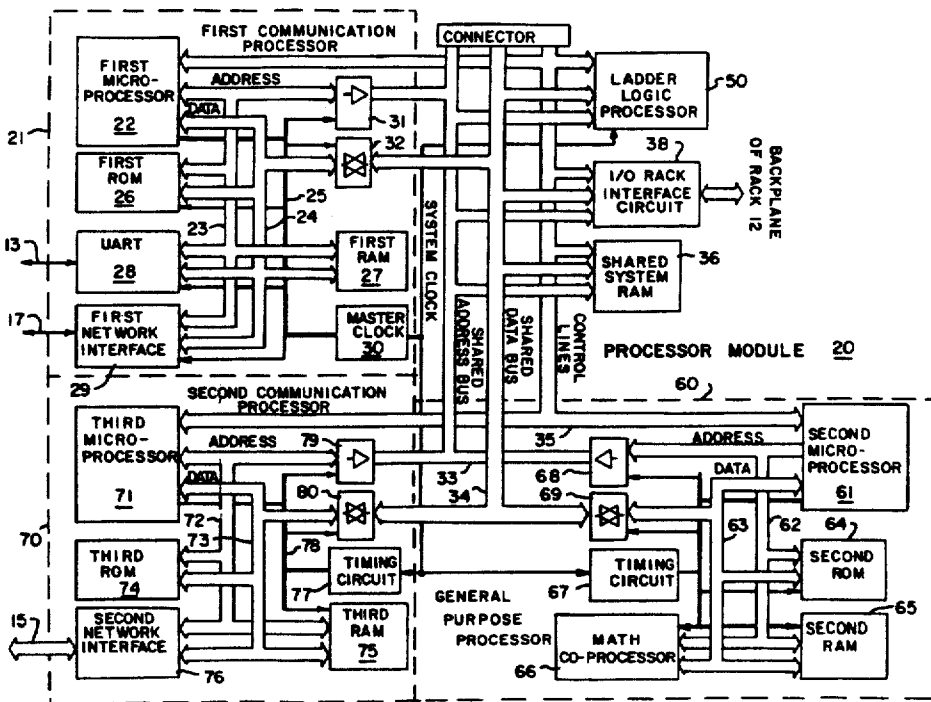 FIRST COMMUNICATION
PROCESSOR
CONNECTOR
FIRST
MICRO-
PROCESSOR
22
ADDRESS
DATA
31
32
LADDER
LOGIC
PROCESSOR
50
21
FIRST
ROM
26
25
24
23
38
I/O RACK
INTERFACE
CIRCUIT
BACKPLANE
OF RACK 12
13
UART
28
FIRST
RAM
27
SYSTEM CLOCK
SHARED
SYSTEM
RAM
36
17
FIRST
NETWORK
INTERFACE
29
MASTER
CLOCK
30
SHARED
ADDRESS BUS
SHARED
DATA BUS
CONTROL
LINES
PROCESSOR MODULE 20
60
SECOND COMMUNICATION
PROCESSOR
THIRD
MICRO-
PROCESSOR
71
ADDRESS
DATA
79
80
33
34
35
68
69
ADDRESS
DATA
SECOND
MICRO-
PROCESSOR
61
70
72
73
78
63
62
64
THIRD
ROM
74
TIMING
CIRCUIT
77
TIMING
CIRCUIT
67
SECOND
ROM
15
SECOND
NETWORK
INTERFACE
76
THIRD
RAM
75
GENERAL
PURPOSE
PROCESSOR
MATH
CO-PROCESSOR
66
65
SECOND
RAM